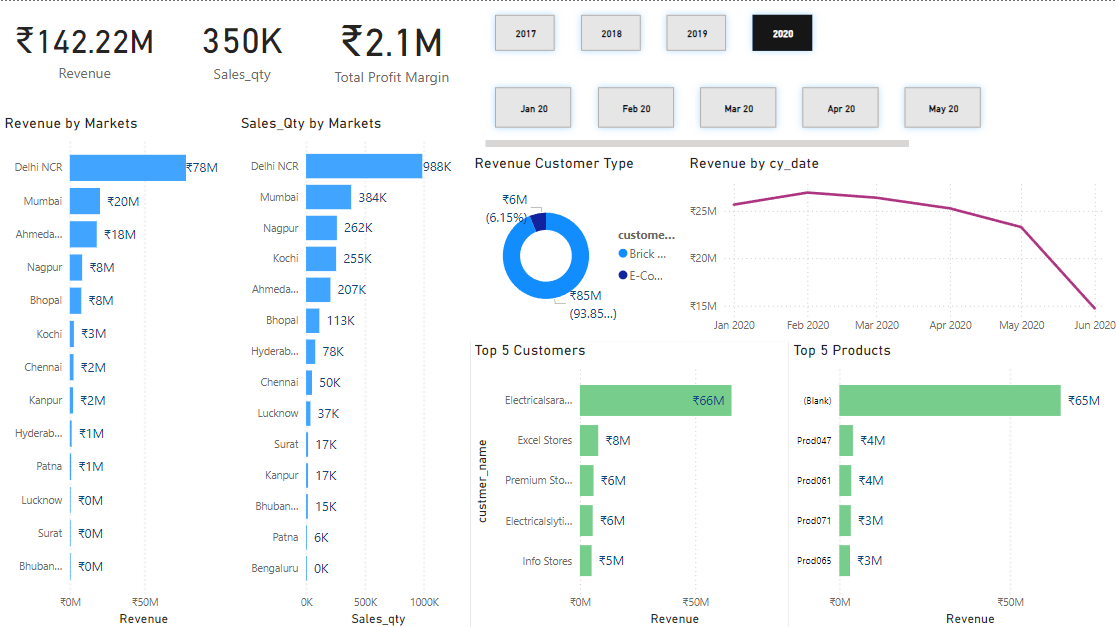 ₹142.22M
Revenue
350K
Sales_qty
₹2.1M
Total Profit Margin
2017
2018
2019
2020
Jan 20
Feb 20
Mar 20
Apr 20
May 20
Revenue by Markets
Delhi NCR
₹78M
Mumbai
₹20M
Ahmeda...
₹18M
Nagpur
₹8M
Bhopal
₹8M
Kochi
₹3M
Chennai
₹2M
Kanpur
₹2M
Hyderab...
₹1M
Patna
₹1M
Lucknow
₹0M
Surat
₹0M
Bhuban...
₹0M
₹0M
₹50M
Revenue
Sales_Qty by Markets
Delhi NCR
988K
Mumbai
384K
Nagpur
262K
Kochi
255K
Ahmeda...
207K
Bhopal
113K
Hyderab...
78K
Chennai
50K
Lucknow
37K
Surat
17K
Kanpur
17K
Bhuban...
15K
Patna
6K
Bengaluru
0K
0K
500K
1000K
Sales_qty
Revenue Customer Type
₹6M
(6.15%)
₹85M
(93.85...)
custome...
Brick ...
E-Co...
Revenue by cy_date
₹25M
₹20M
₹15M
Jan 2020
Feb 2020
Mar 2020
Apr 2020
May 2020
Jun 2020
Top 5 Customers
custmer_name
Electricalsara...
₹66M
Excel Stores
₹8M
Premium Sto...
₹6M
Electricalslyti...
₹6M
Info Stores
₹5M
₹0M
₹50M
Revenue
Top 5 Products
(Blank)
₹65M
Prod047
₹4M
Prod061
₹4M
Prod071
₹3M
Prod065
₹3M
₹0M
₹50M
Revenue